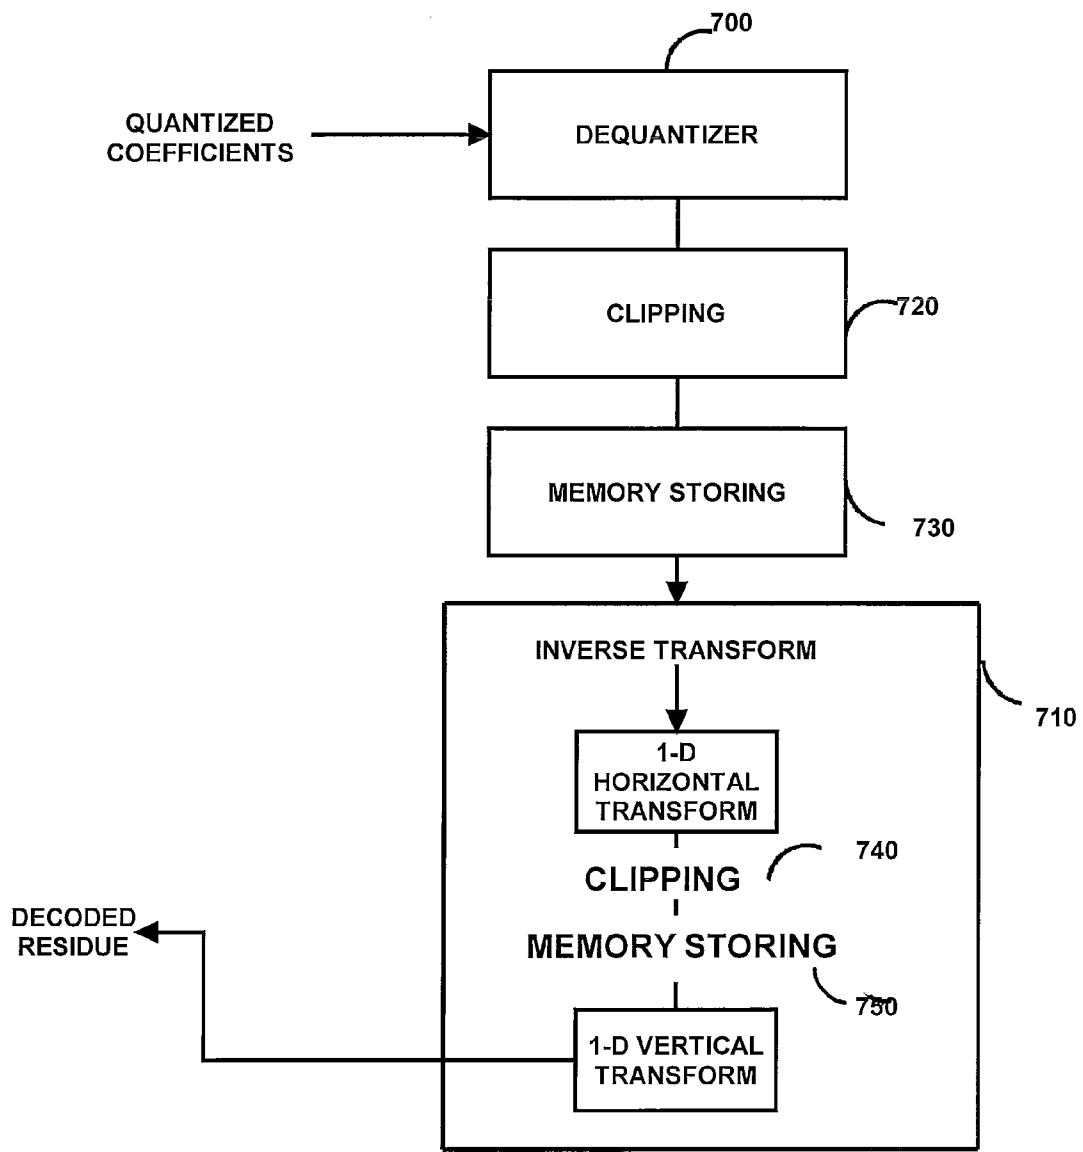 700
QUANTIZED
COEFFICIENTS
DEQUANTIZER
CLIPPING
720
MEMORY STORING
730
INVERSE TRANSFORM
710
1-D
HORIZONTAL
TRANSFORM
740
CLIPPING
DECODED
RESIDUE
MEMORY STORING
750
1-D VERTICAL
TRANSFORM